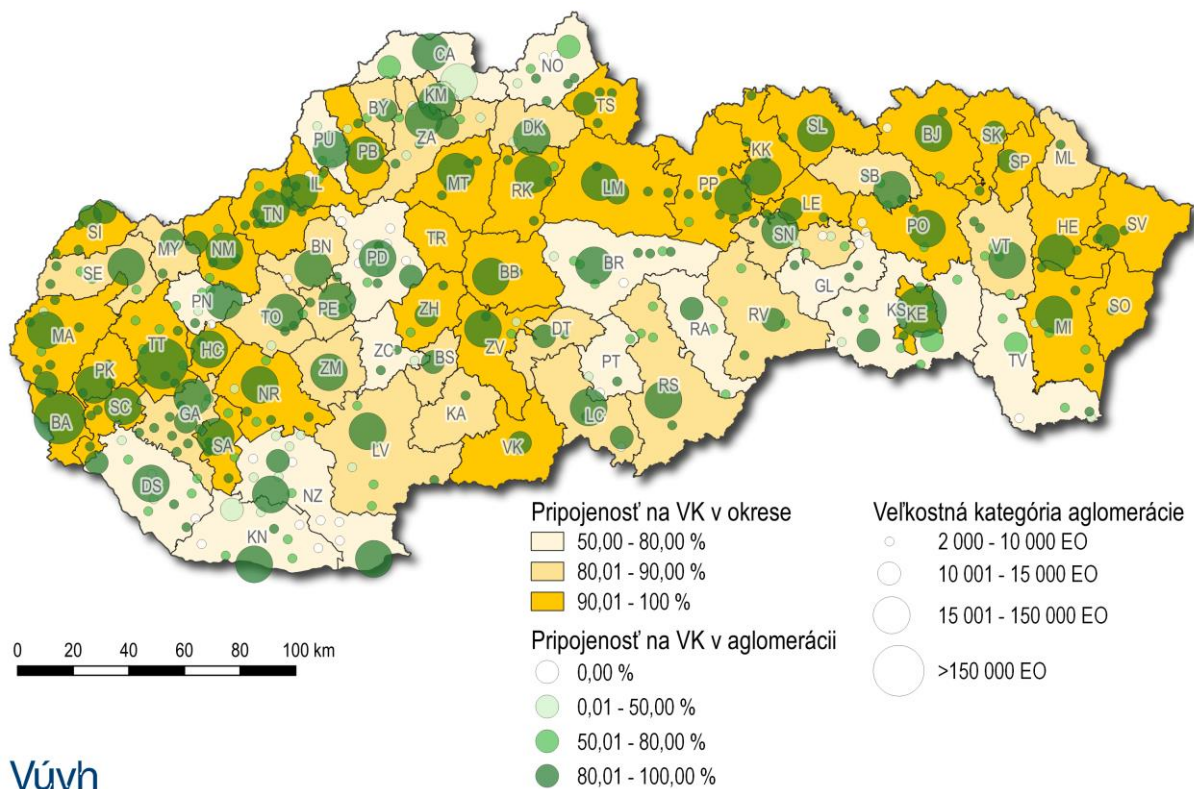 CA
NO
KM
BY
TS
ZA
DK
PU
PB
SL
BJ
SK
KK
SP
ML
IL
MT
RK
LM
PP
SB
TN
LE
SI
PO
SN
HE
SV
MY
NM
BN
TR
SE
PD
BB
BR
VT
GL
PN
KS
KE
SO
MA
TO
PE
ZH
RA
RV
MI
TT
HC
ZV
DT
ZC
BS
PT
TV
PK
ZM
NR
RS
SC
GA
KA
LC
BA
SA
LV
VK
DS
NZ
KN
Pripojenosť na VK v okrese
50,00 - 80,00 %
80,01 - 90,00 %
90,01 - 100 %
Pripojenosť na VK v aglomerácii
0,00 %
0,01 - 50,00 %
50,01 - 80,00 %
80,01 - 100,00 %
Veľkostná kategória aglomerácie
2 000 - 10 000 EO
10 001 - 15 000 EO
15 001 - 150 000 EO
>150 000 EO
0 20 40 60 80 100 km
Vúvh